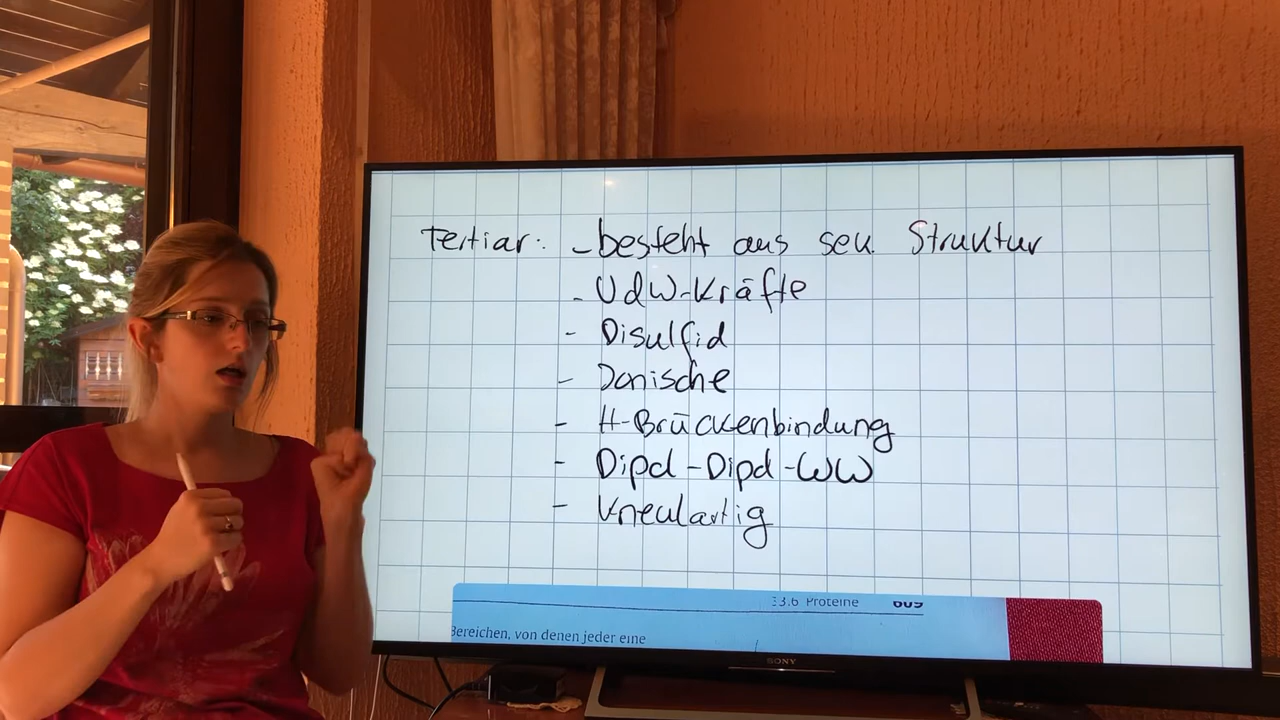 Tertiär: - besteht aus sek. Struktur
- VdW-Kräfte
- Disulfid
- Ionische
- H-Brückenbindung
- Dipol-Dipol-WW
- Kneulartig
33.6 Proteine 609
Bereichen, von denen jeder eine
SONY